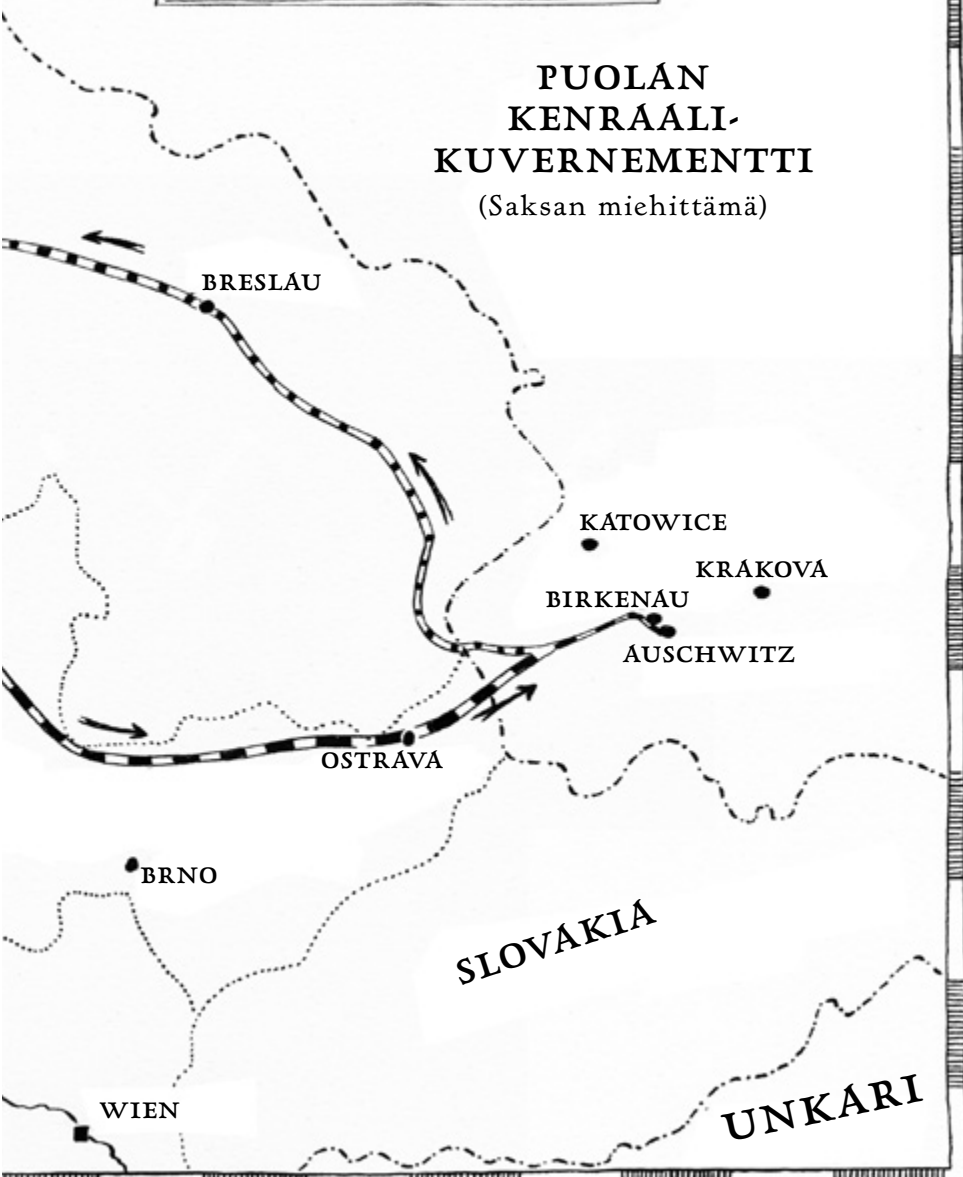 PUOLAN
KENRAALI-
KUVERNEMENTTI
(Saksan miehittämä)
BRESLAU
KATOWICE
KRAKOVA
BIRKENAU
AUSCHWITZ
OSTRAVA
BRNO
SLOVAKIA
WIEN
UNKARI